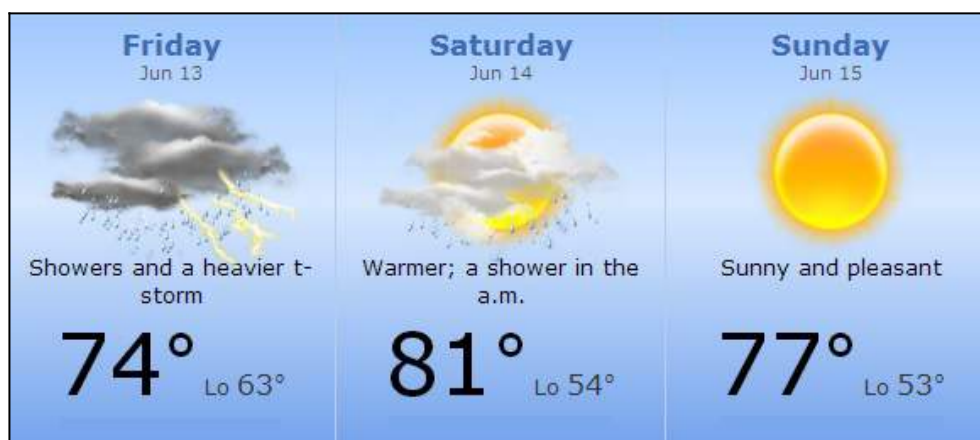 Friday
Jun 13
Showers and a heavier t-
storm
74° Lo 63°
Saturday
Jun 14
Warmer; a shower in the
a.m.
81° Lo 54°
Sunday
Jun 15
Sunny and pleasant
77° Lo 53°